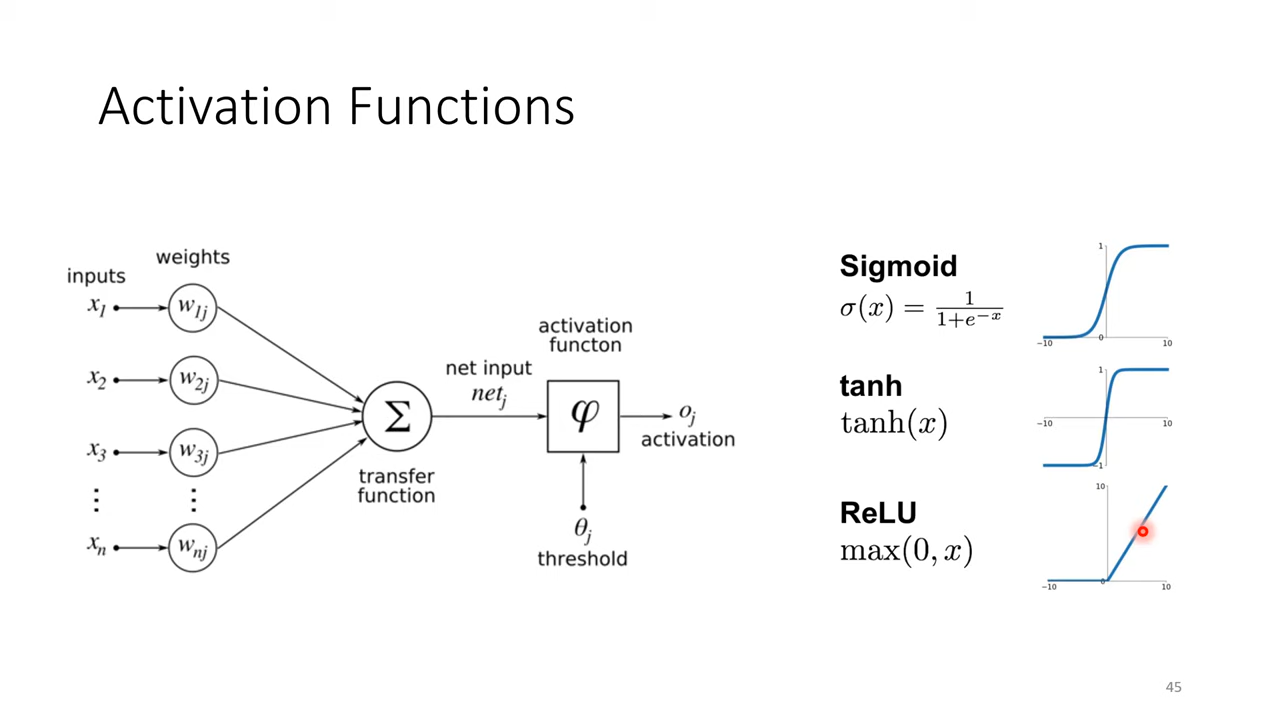 Activation Functions
inputs
weights
x1
w1j
x2
w2j
x3
w3j
⋮
⋮
xn
wnj
Σ
transfer
function
net input
netj
activation
functon
φ
oj
activation
θj
threshold
Sigmoid
σ(x) = 1/(1+e^−x)
1
0
−10
10
tanh
tanh(x)
1
−10
10
−1
ReLU
max(0, x)
10
0
−10
10
45